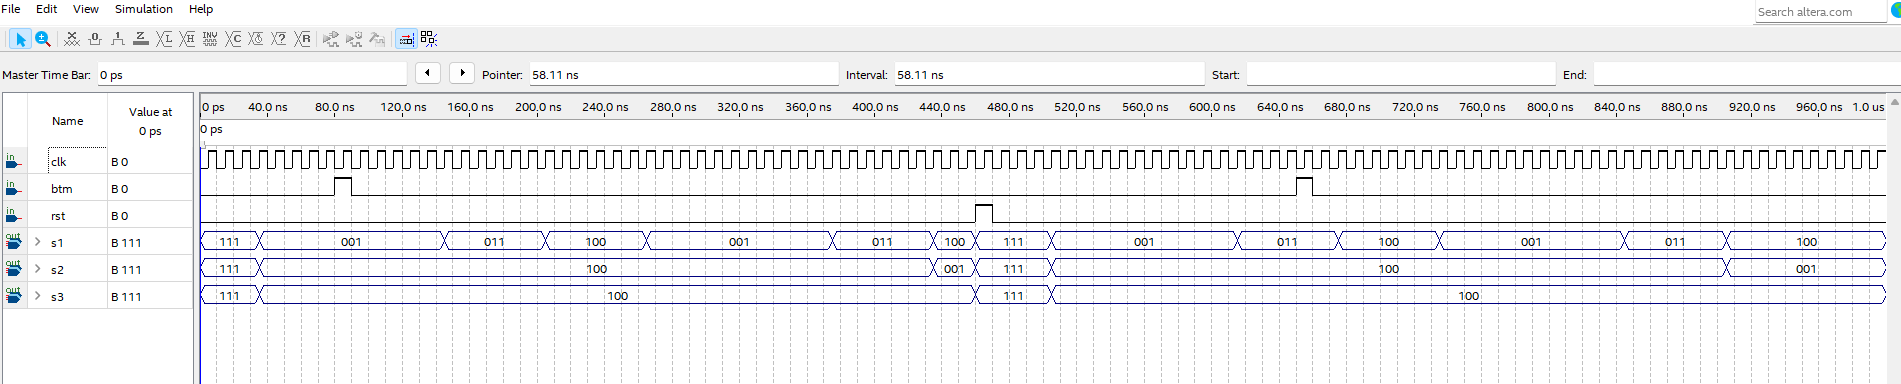 File Edit View Simulation Help
Search altera.com
Master Time Bar: 0 ps Pointer: 58.11 ns Interval: 58.11 ns Start: End:
Name Value at 0 ps
0 ps 40.0 ns 80.0 ns 120.0 ns 160.0 ns 200.0 ns 240.0 ns 280.0 ns 320.0 ns 360.0 ns 400.0 ns 440.0 ns 480.0 ns 520.0 ns 560.0 ns 600.0 ns 640.0 ns 680.0 ns 720.0 ns 760.0 ns 800.0 ns 840.0 ns 880.0 ns 920.0 ns 960.0 ns 1.0 us
0 ps
in clk B 0
in btm B 0
in rst B 0
out s1 B 111 111 001 011 100 001 011 100 111 001 011 100 001 011 100
out s2 B 111 111 100 001 111 100 001
out s3 B 111 111 100 111 100